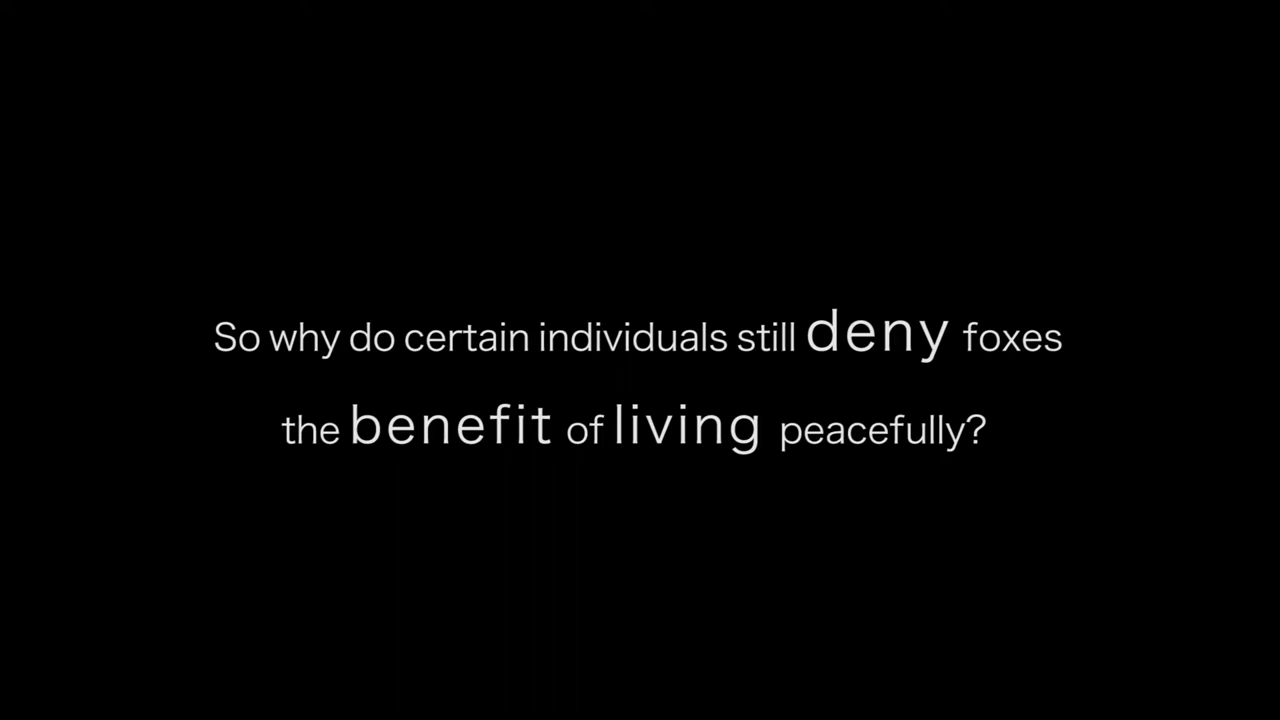 So why do certain individuals still deny foxes
the benefit of living peacefully?